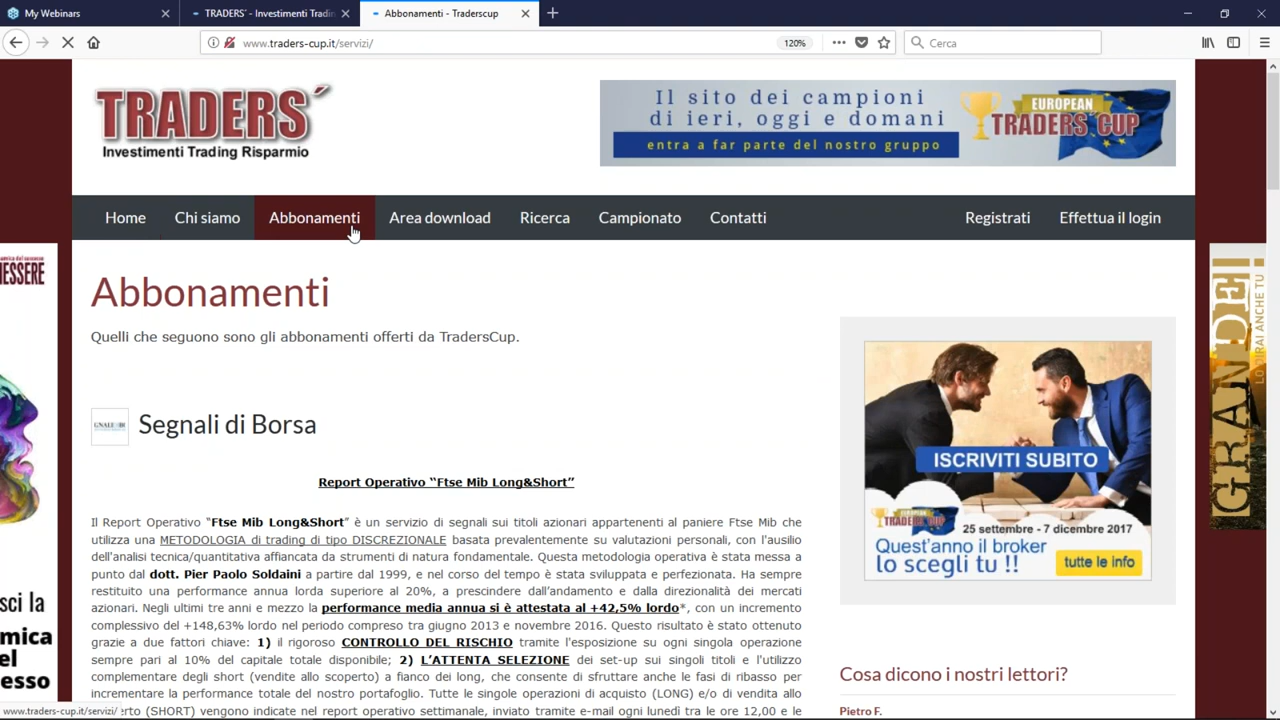 My Webinars
TRADERS´ - Investimenti Tradin
Abbonamenti - Traderscup
www.traders-cup.it/servizi/
120%
Cerca
TRADERS´
Investimenti Trading Risparmio
Il sito dei campioni
di ieri, oggi e domani
entra a far parte del nostro gruppo
EUROPEAN
TRADERS CUP
Home
Chi siamo
Abbonamenti
Area download
Ricerca
Campionato
Contatti
Registrati
Effettua il login
Abbonamenti
Quelli che seguono sono gli abbonamenti offerti da TradersCup.
Segnali di Borsa
Report Operativo “Ftse Mib Long&Short”
Il Report Operativo “Ftse Mib Long&Short” è un servizio di segnali sui titoli azionari appartenenti al paniere Ftse Mib che
utilizza una METODOLOGIA di trading di tipo DISCREZIONALE basata prevalentemente su valutazioni personali, con l'ausilio
dell'analisi tecnica/quantitativa affiancata da strumenti di natura fondamentale. Questa metodologia operativa è stata messa a
punto dal dott. Pier Paolo Soldaini a partire dal 1999, e nel corso del tempo è stata sviluppata e perfezionata. Ha sempre
restituito una performance annua lorda superiore al 20%, a prescindere dall’andamento e dalla direzionalità dei mercati
azionari. Negli ultimi tre anni e mezzo la performance media annua si è attestata al +42,5% lordo*, con un incremento
complessivo del +148,63% lordo nel periodo compreso tra giugno 2013 e novembre 2016. Questo risultato è stato ottenuto
grazie a due fattori chiave: 1) il rigoroso CONTROLLO DEL RISCHIO tramite l'esposizione su ogni singola operazione
sempre pari al 10% del capitale totale disponibile; 2) L’ATTENTA SELEZIONE dei set-up sui singoli titoli e l'utilizzo
complementare degli short (vendite allo scoperto) a fianco dei long, che consente di sfruttare anche le fasi di ribasso per
incrementare la performance totale del nostro portafoglio. Tutte le singole operazioni di acquisto (LONG) e/o di vendita allo
erto (SHORT) vengono indicate nel report operativo settimanale, inviato tramite e-mail ogni lunedì tra le ore 12,00 e le
www.traders-cup.it/servizi/
ISCRIVITI SUBITO
TRADERS CUP
25 settembre - 7 dicembre 2017
Quest'anno il broker
lo scegli tu !!
tutte le info
Cosa dicono i nostri lettori?
Pietro F.
NESSERE
sci la
mica
el
esso
GRANDE!
LO DIRAI ANCHE TU